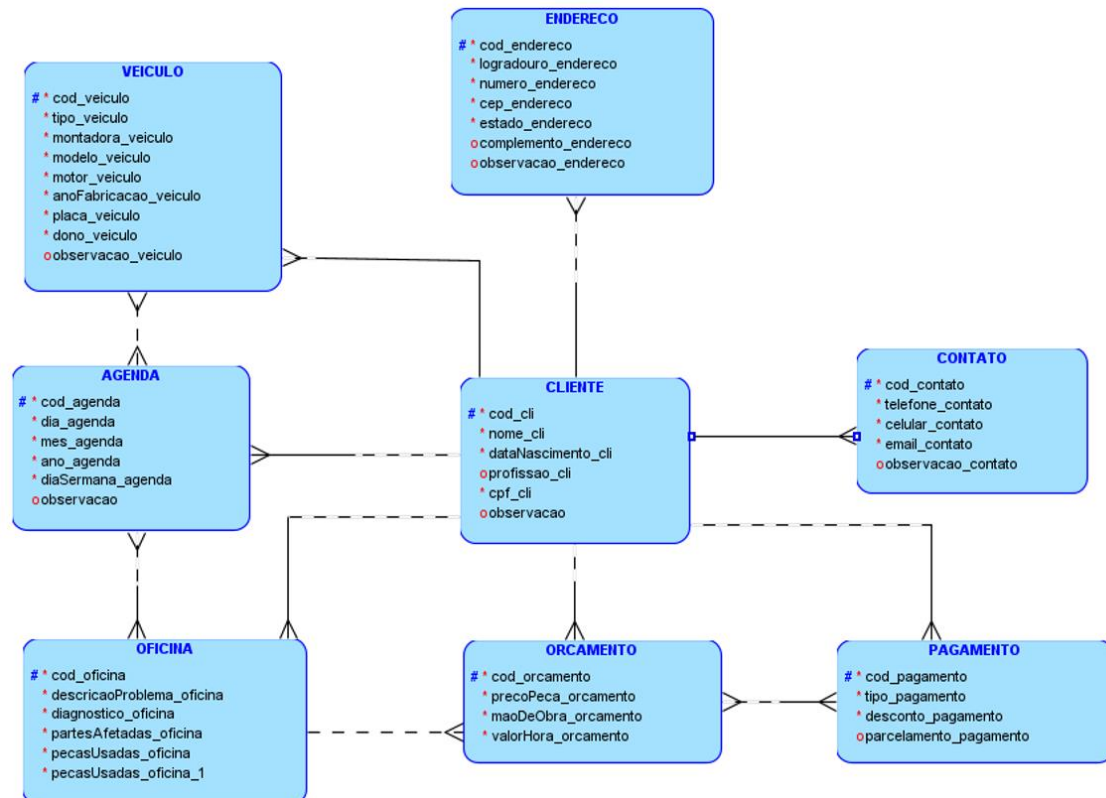 ENDERECO
# * cod_endereco
* logradouro_endereco
* numero_endereco
* cep_endereco
* estado_endereco
o complemento_endereco
o observacao_endereco
VEICULO
# * cod_veiculo
* tipo_veiculo
* montadora_veiculo
* modelo_veiculo
* motor_veiculo
* anoFabricacao_veiculo
* placa_veiculo
* dono_veiculo
o observacao_veiculo
AGENDA
# * cod_agenda
* dia_agenda
* mes_agenda
* ano_agenda
* diaSermana_agenda
o observacao
CLIENTE
# * cod_cli
* nome_cli
* dataNascimento_cli
o profissao_cli
* cpf_cli
o observacao
CONTATO
# * cod_contato
* telefone_contato
* celular_contato
* email_contato
o observacao_contato
OFICINA
# * cod_oficina
* descricaoProblema_oficina
* diagnostico_oficina
* partesAfetadas_oficina
* pecasUsadas_oficina
* pecasUsadas_oficina_1
ORCAMENTO
# * cod_orcamento
* precoPeca_orcamento
* maoDeObra_orcamento
* valorHora_orcamento
PAGAMENTO
# * cod_pagamento
* tipo_pagamento
* desconto_pagamento
o parcelamento_pagamento